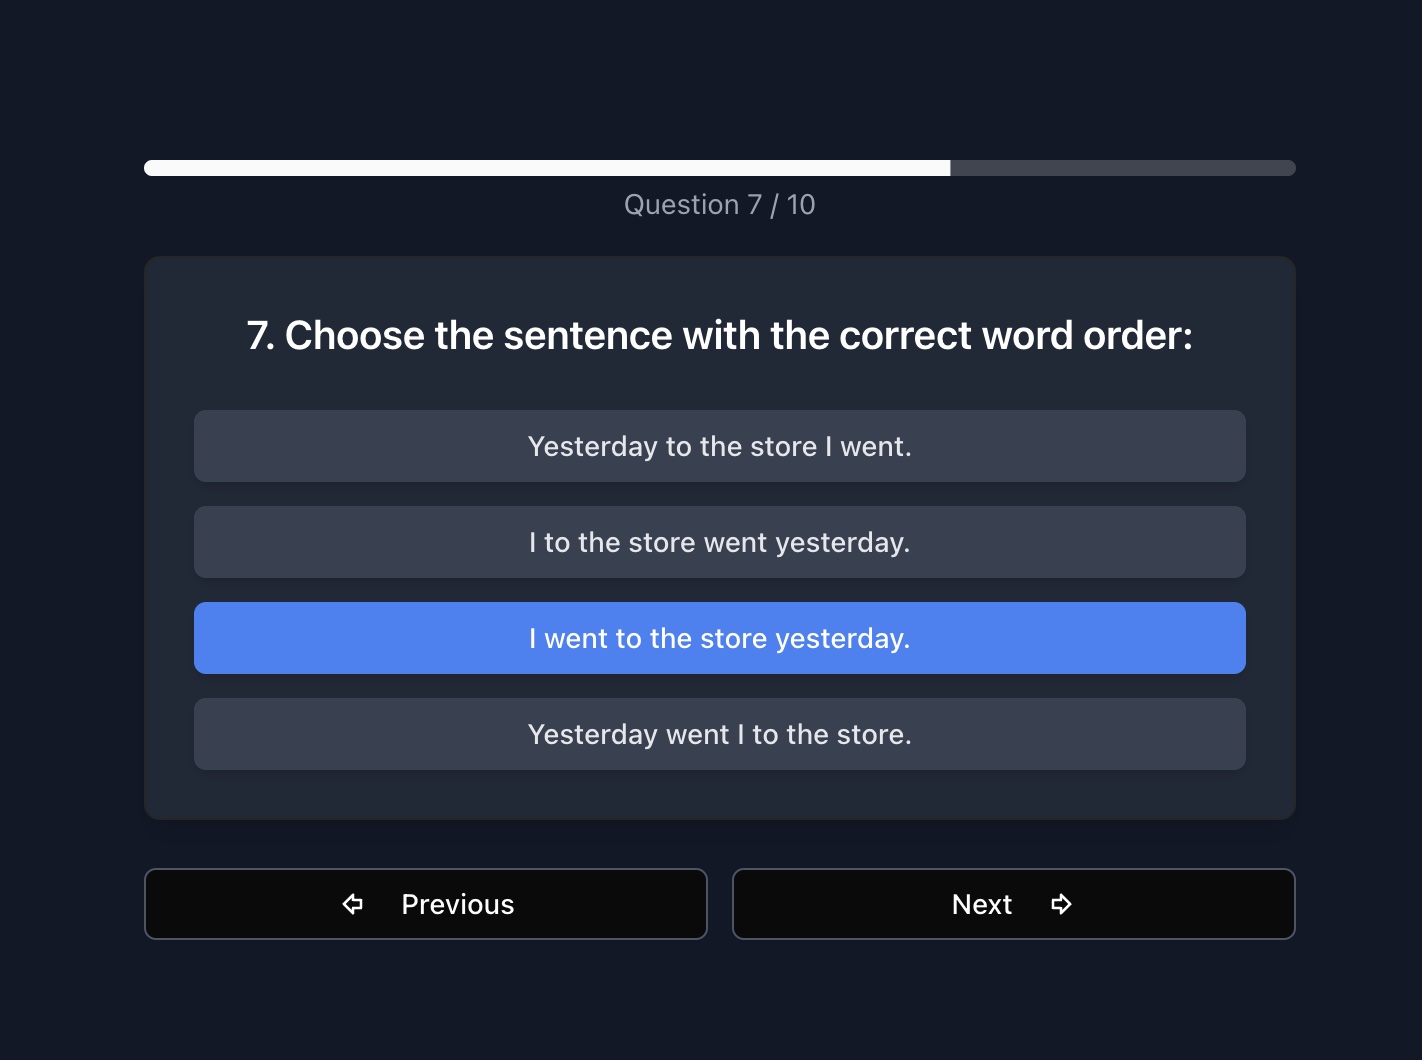 Question 7 / 10
7. Choose the sentence with the correct word order:
Yesterday to the store I went.
I to the store went yesterday.
I went to the store yesterday.
Yesterday went I to the store.
Previous
Next